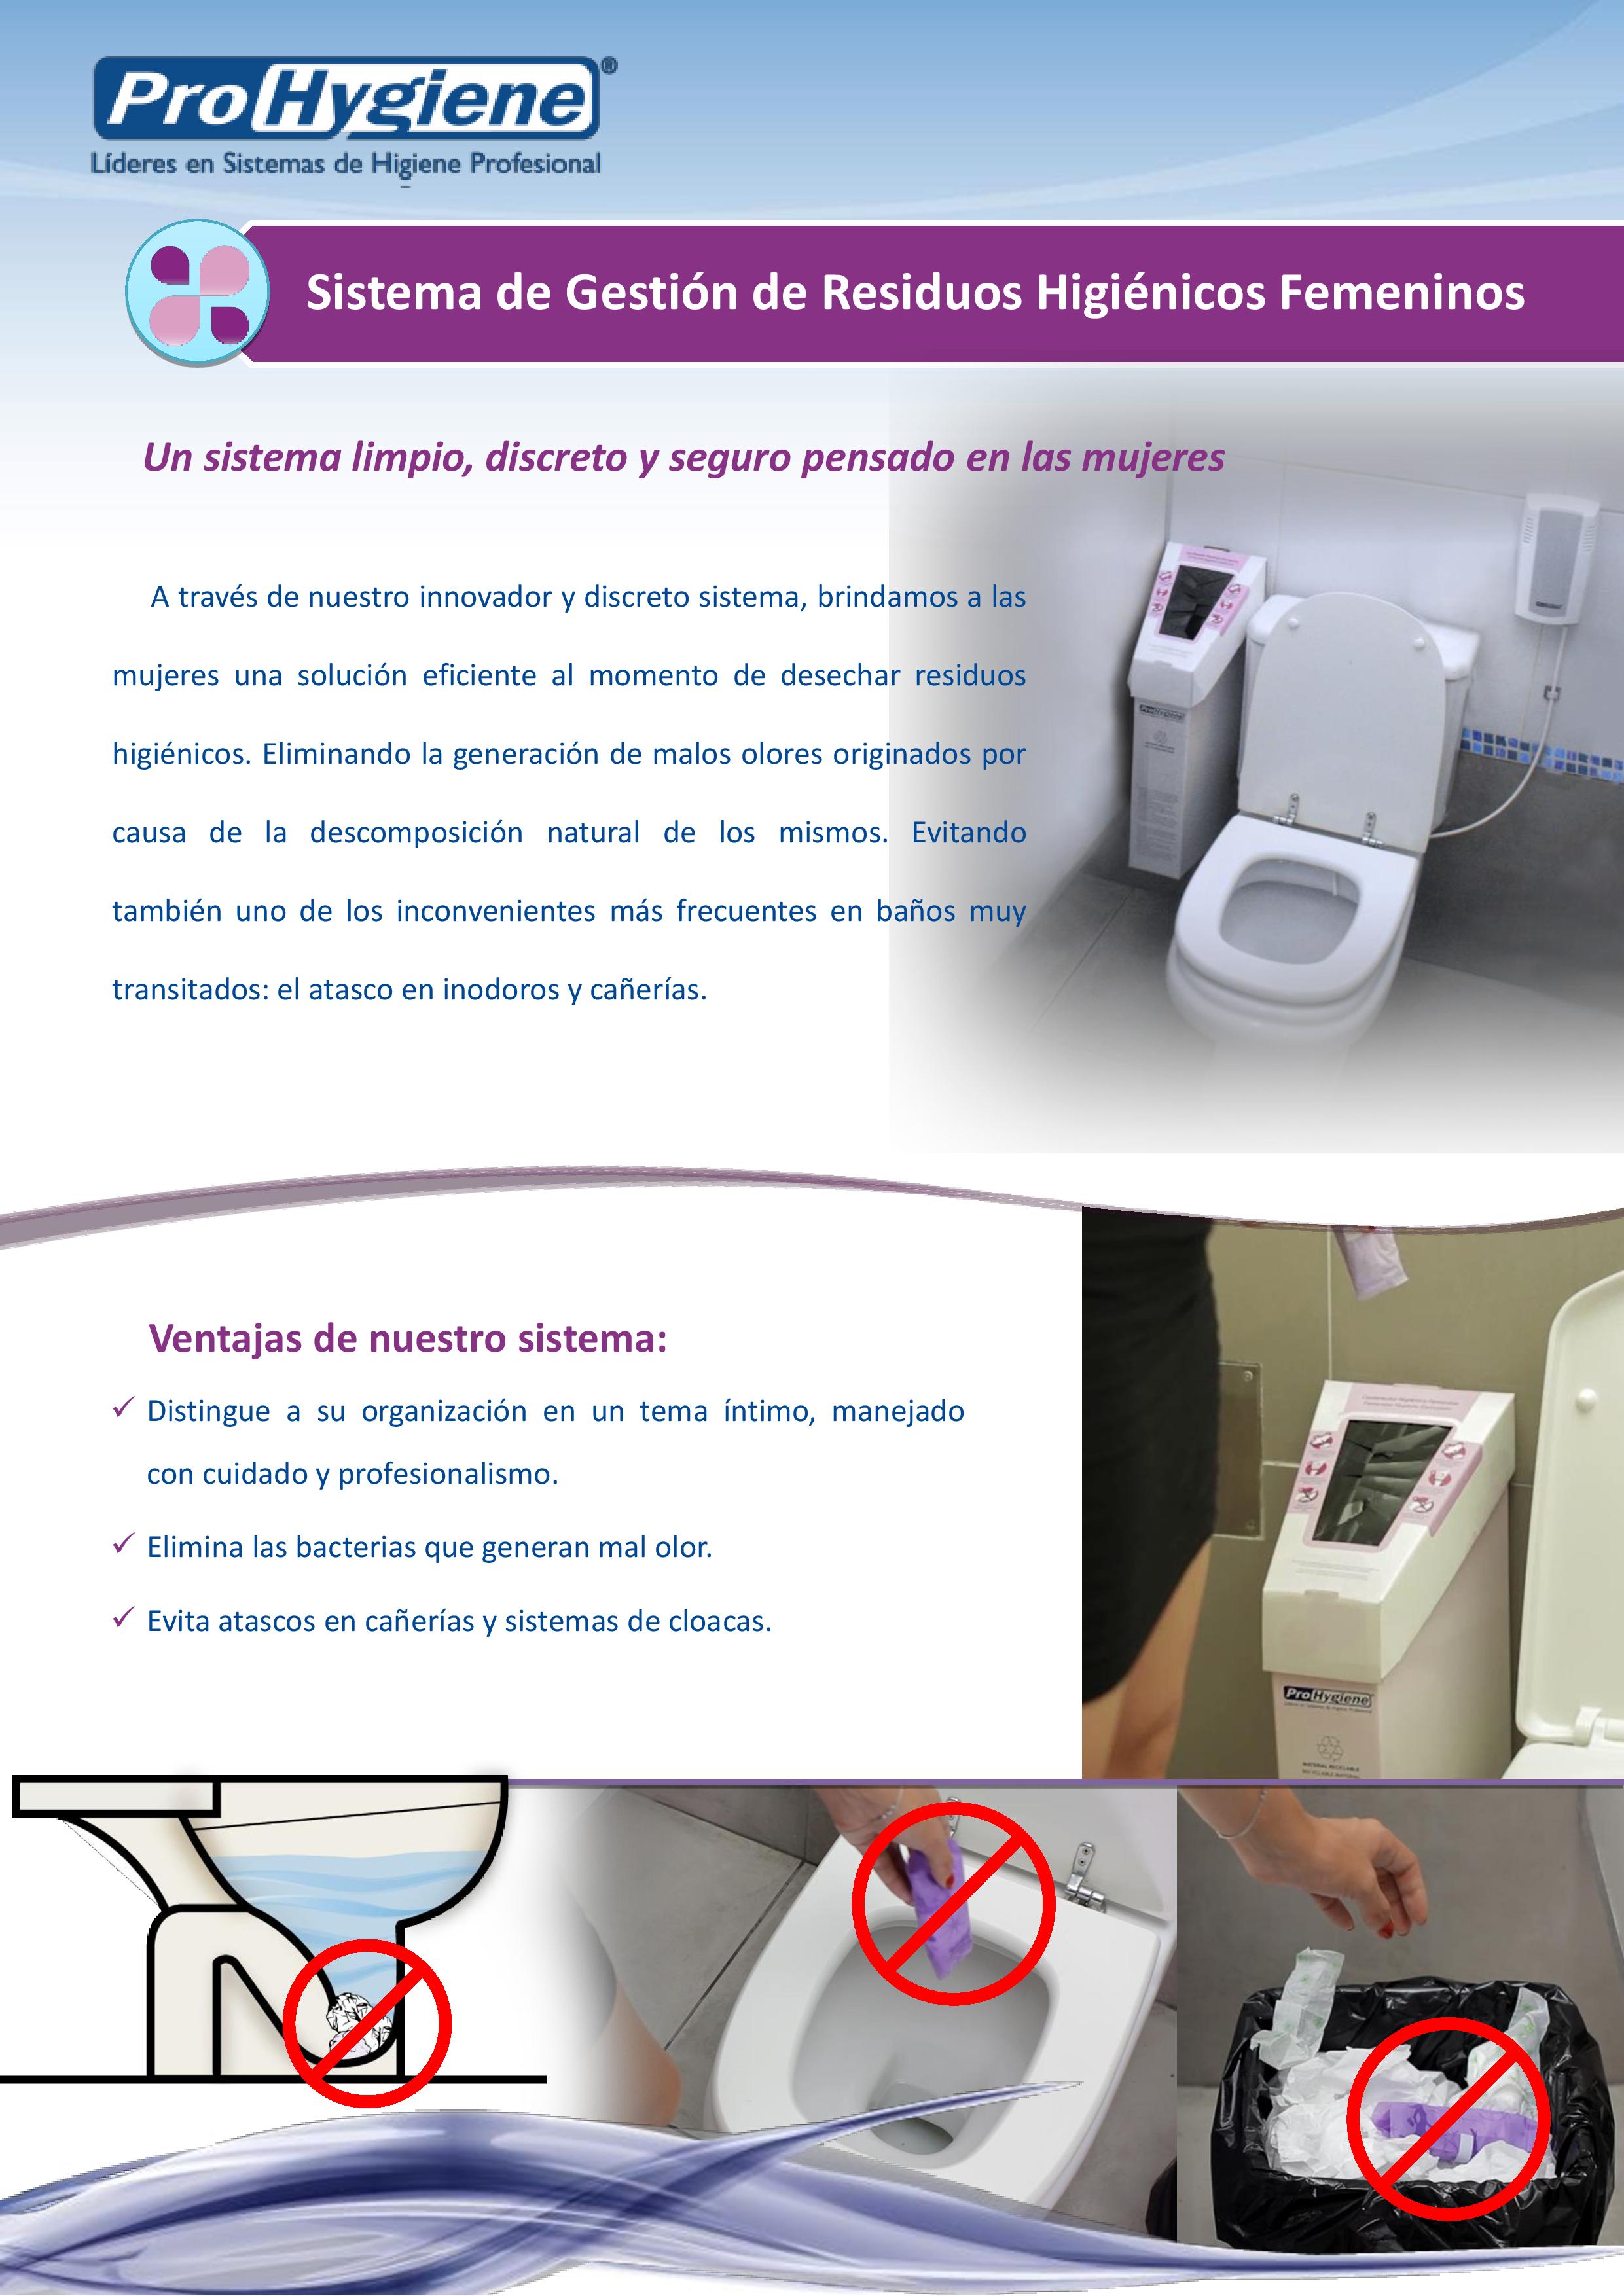 ProHygiene®
Líderes en Sistemas de Higiene Profesional
Sistema de Gestión de Residuos Higiénicos Femeninos
Un sistema limpio, discreto y seguro pensado en las mujeres
A través de nuestro innovador y discreto sistema, brindamos a las
mujeres una solución eficiente al momento de desechar residuos
higiénicos. Eliminando la generación de malos olores originados por
causa de la descomposición natural de los mismos. Evitando
también uno de los inconvenientes más frecuentes en baños muy
transitados: el atasco en inodoros y cañerías.
ProHygiene
Ventajas de nuestro sistema:
Distingue a su organización en un tema íntimo, manejado
con cuidado y profesionalismo.
Elimina las bacterias que generan mal olor.
Evita atascos en cañerías y sistemas de cloacas.
ProHygiene
MATERIAL RECICLABLE
RECYCLABLE MATERIAL